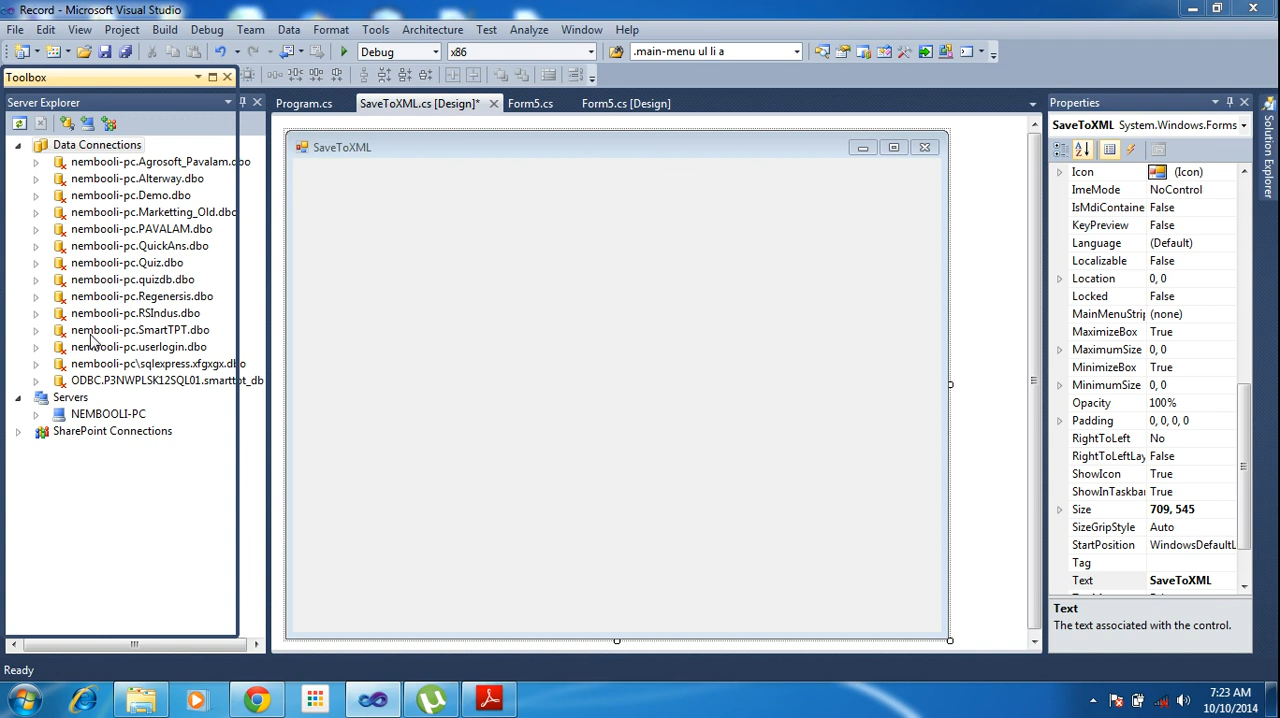 Record - Microsoft Visual Studio
File Edit View Project Build Debug Team Data Format Tools Architecture Test Analyze Window Help
Debug x86 .main-menu ul li a
Toolbox
Server Explorer
Data Connections
nembooli-pc.Agrosoft_Pavalam.dbo
nembooli-pc.Alterway.dbo
nembooli-pc.Demo.dbo
nembooli-pc.Marketting_Old.dbo
nembooli-pc.PAVALAM.dbo
nembooli-pc.QuickAns.dbo
nembooli-pc.Quiz.dbo
nembooli-pc.quizdb.dbo
nembooli-pc.Regenersis.dbo
nembooli-pc.RSIndus.dbo
nembooli-pc.SmartTPT.dbo
nembooli-pc.userlogin.dbo
nembooli-pc\sqlexpress.xfgxgx.dbo
ODBC.P3NWPLSK12SQL01.smarttpt_db
Servers
NEMBOOLI-PC
SharePoint Connections
Program.cs SaveToXML.cs [Design]* Form5.cs Form5.cs [Design]
SaveToXML
Properties
SaveToXML System.Windows.Forms
Icon (Icon)
ImeMode NoControl
IsMdiContaine False
KeyPreview False
Language (Default)
Localizable False
Location 0, 0
Locked False
MainMenuStrip (none)
MaximizeBox True
MaximumSize 0, 0
MinimizeBox True
MinimumSize 0, 0
Opacity 100%
Padding 0, 0, 0, 0
RightToLeft No
RightToLeftLay False
ShowIcon True
ShowInTaskbar True
Size 709, 545
SizeGripStyle Auto
StartPosition WindowsDefaultL
Tag
Text SaveToXML
Text
The text associated with the control.
Solution Explorer
Ready
7:23 AM
10/10/2014